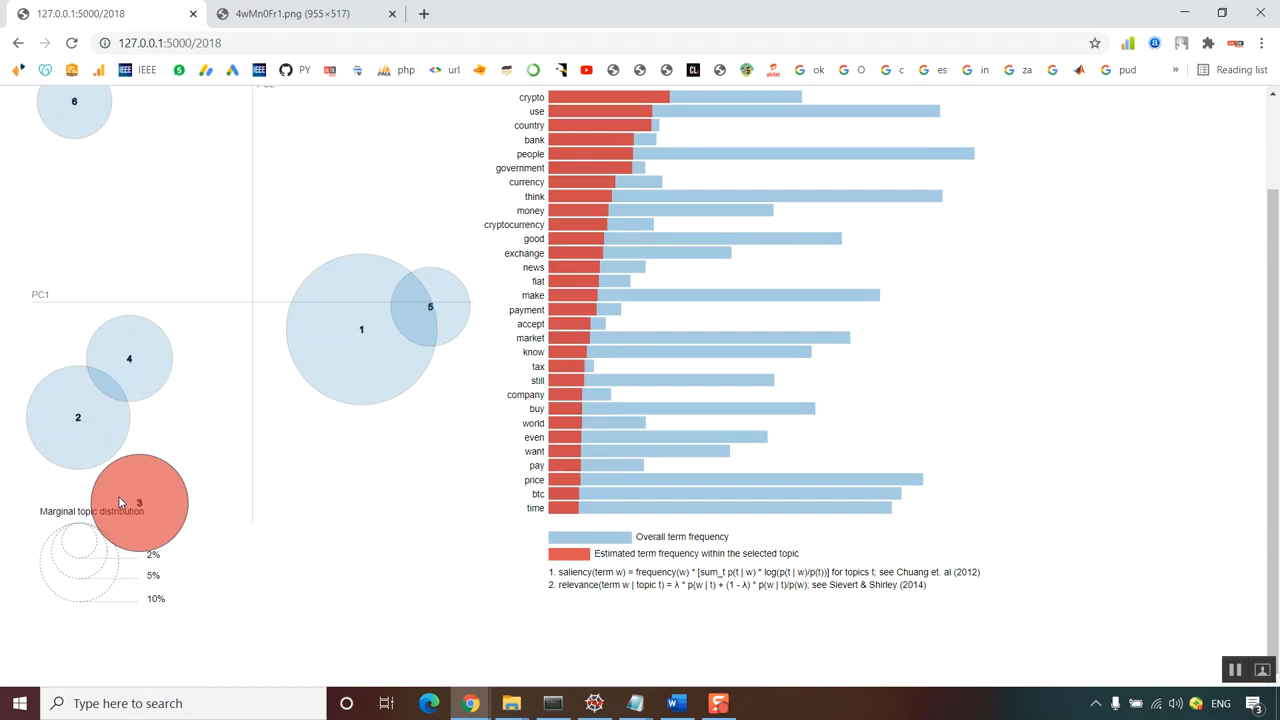 127.0.0.1:5000/2018
4wMn0Fr1.png (955×517)
127.0.0.1:5000/2018
IEEE
PY
php
url
ok
O
c
es
in
za
pud
»
Reading list
6
PC2
PC1
1
5
4
2
3
Marginal topic distribution
2%
5%
10%
crypto
use
country
bank
people
government
currency
think
money
cryptocurrency
good
exchange
news
fiat
make
payment
accept
market
know
tax
still
company
buy
world
even
want
pay
price
btc
time
Overall term frequency
Estimated term frequency within the selected topic
1. saliency(term w) = frequency(w) * [sum_t p(t | w) * log(p(t | w)/p(t))] for topics t; see Chuang et. al (2012)
2. relevance(term w | topic t) = λ * p(w | t) + (1 - λ) * p(w | t)/p(w); see Sievert & Shirley (2014)
Type here to search
ENG
3